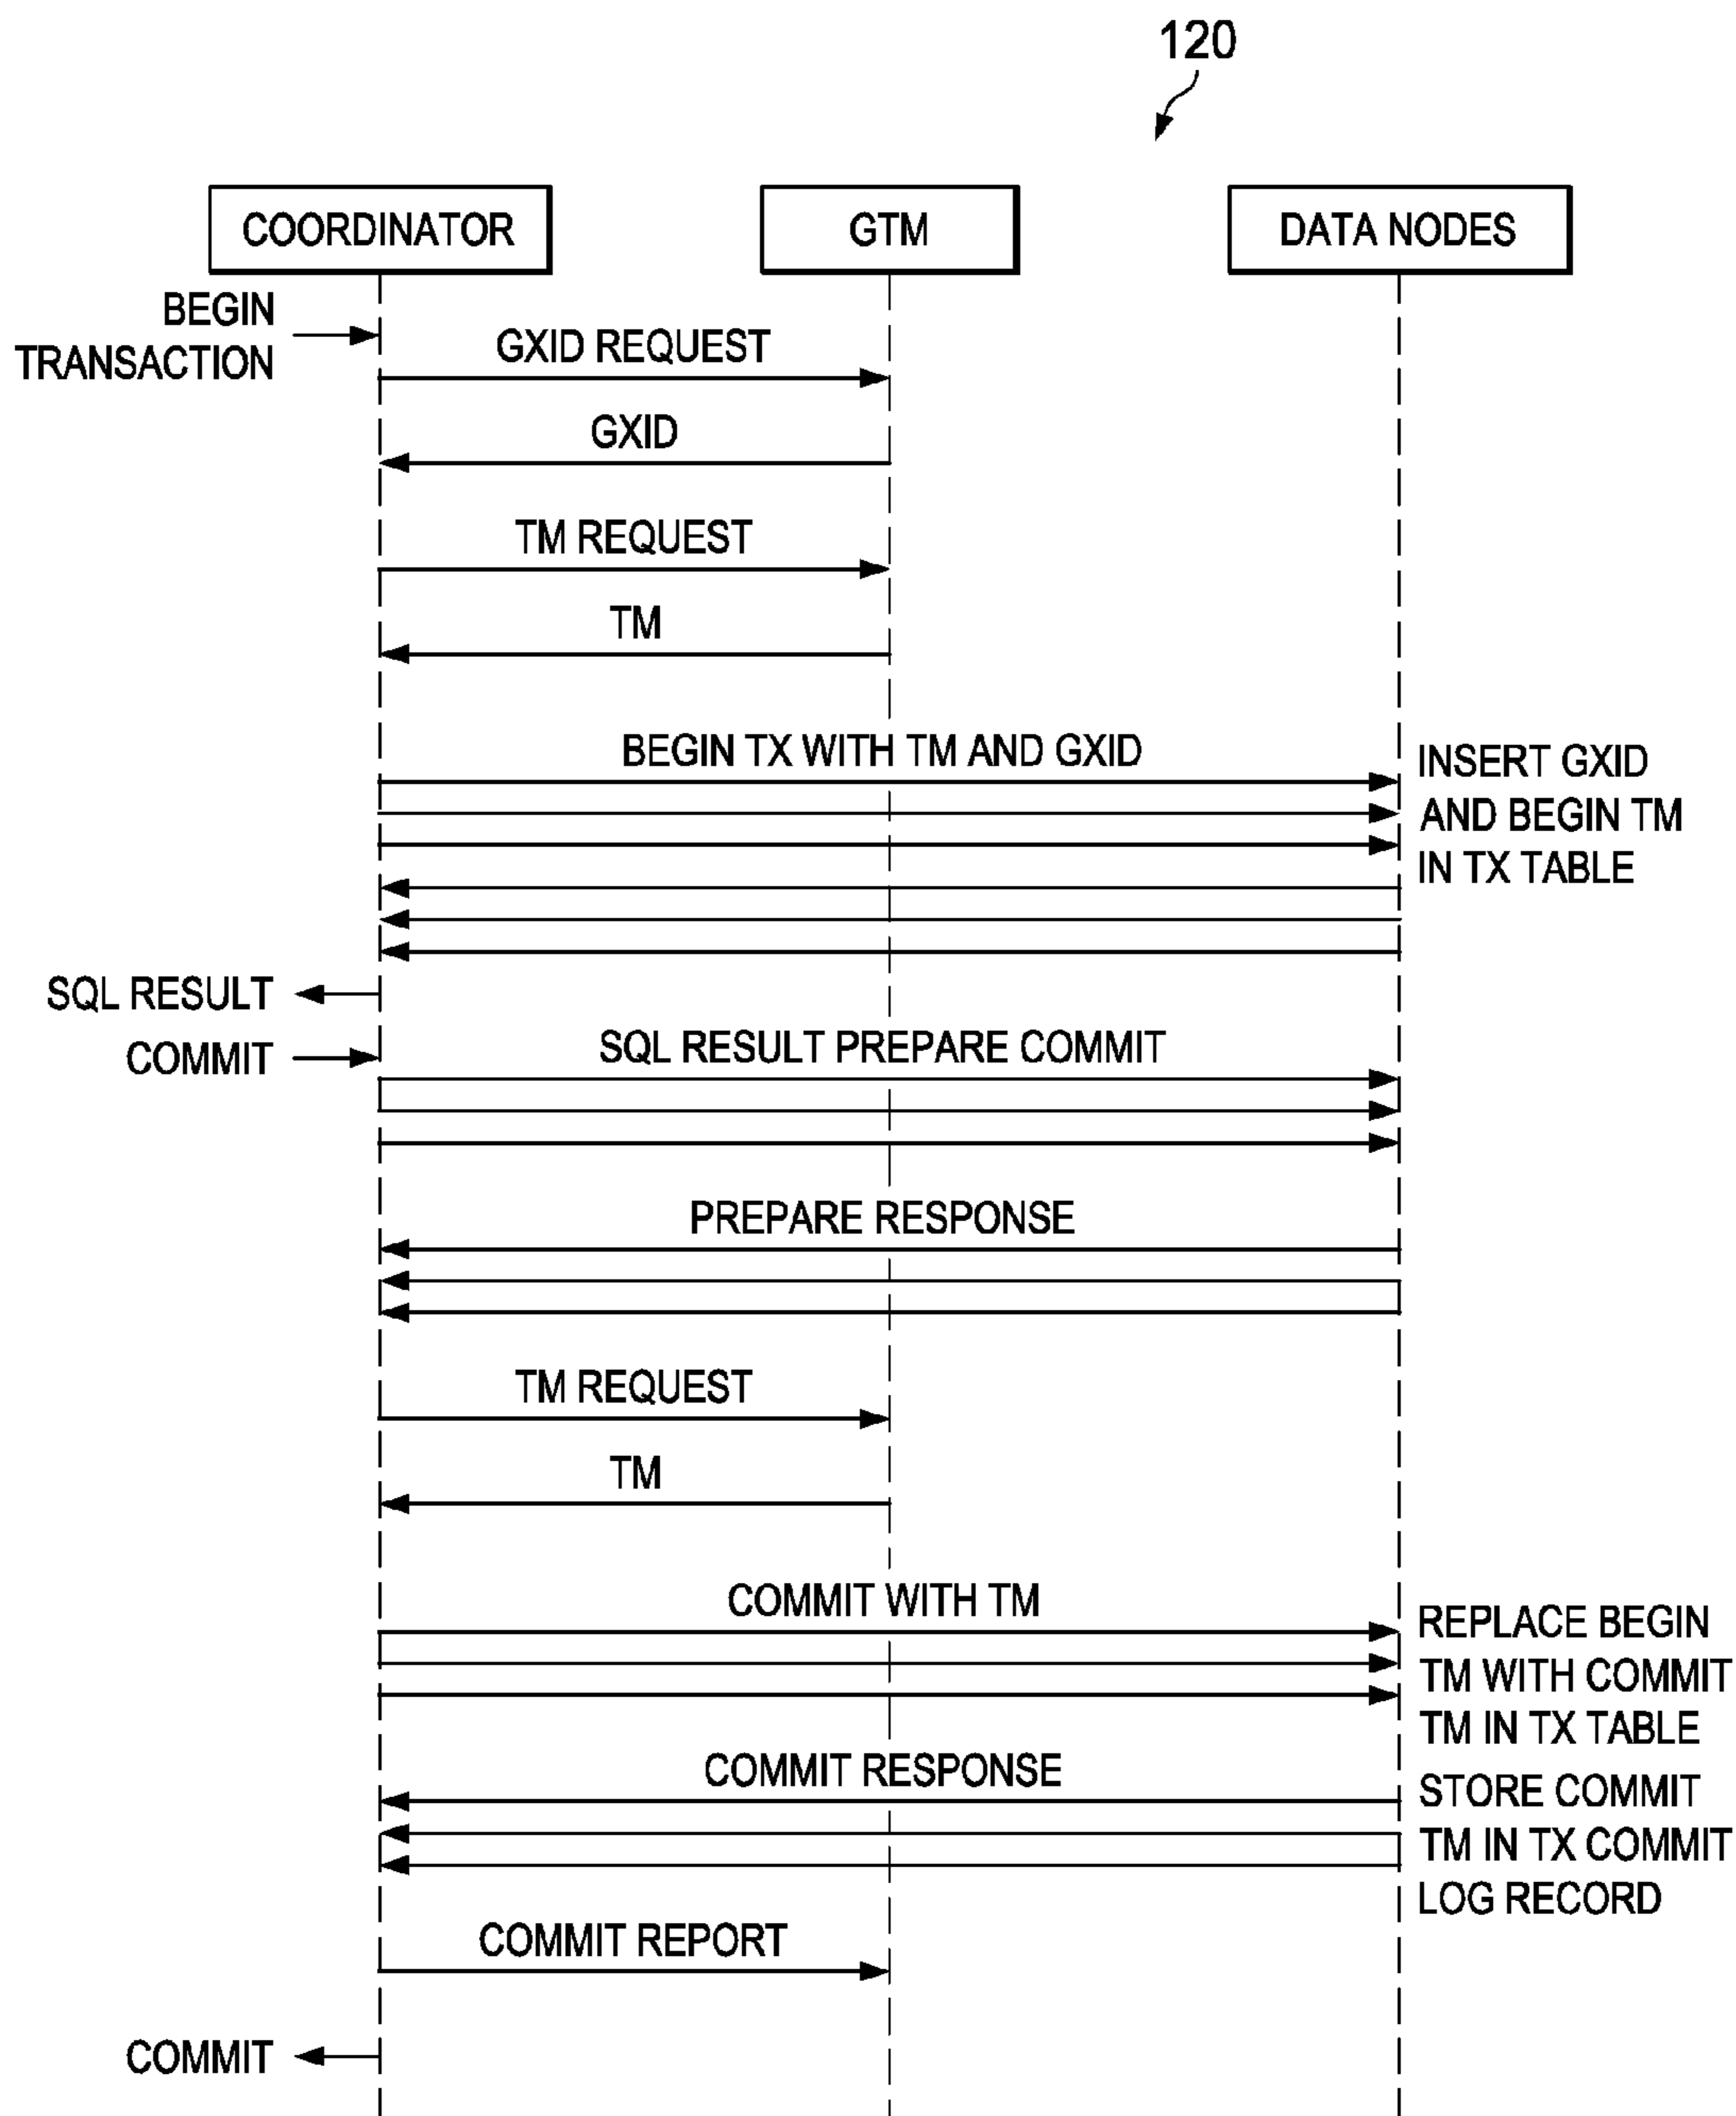 120
COORDINATOR
GTM
DATA NODES
BEGIN
TRANSACTION
GXID REQUEST
GXID
TM REQUEST
TM
BEGIN TX WITH TM AND GXID
INSERT GXID
AND BEGIN TM
IN TX TABLE
SQL RESULT
COMMIT
SQL RESULT PREPARE COMMIT
PREPARE RESPONSE
TM REQUEST
TM
COMMIT WITH TM
REPLACE BEGIN
TM WITH COMMIT
TM IN TX TABLE
COMMIT RESPONSE
STORE COMMIT
TM IN TX COMMIT
LOG RECORD
COMMIT REPORT
COMMIT